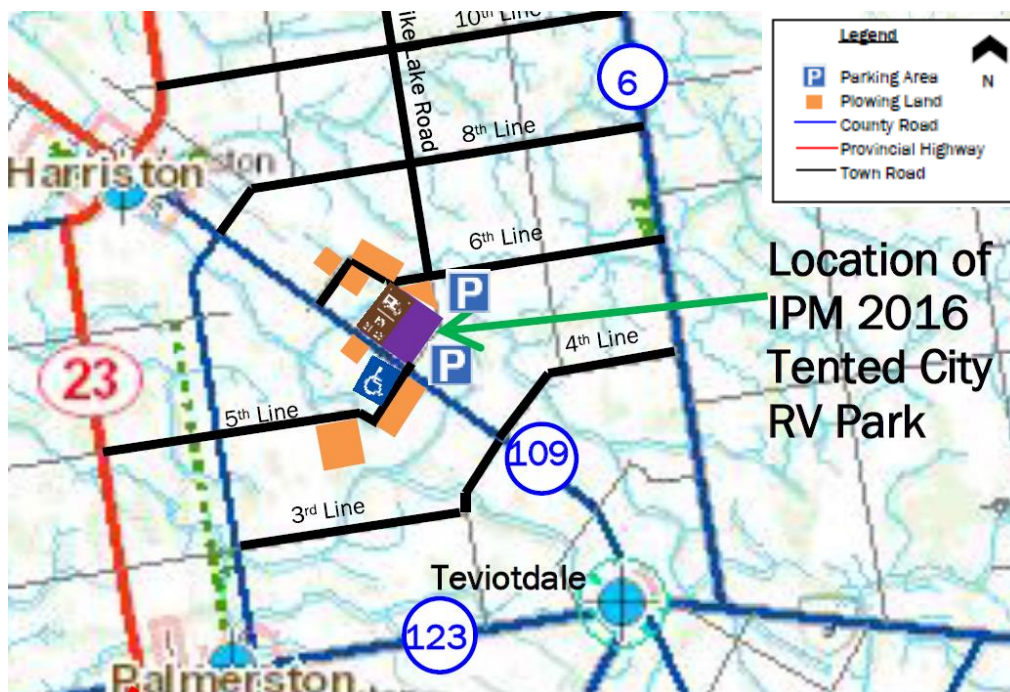 10th Line
ike Lake Road
6
8th Line
Harriston
6th Line
P
P
4th Line
23
5th Line
109
3rd Line
Teviotdale
123
Palmerston
Legend
N
P Parking Area
Plowing Land
County Road
Provincial Highway
Town Road
Location of
IPM 2016
Tented City
RV Park